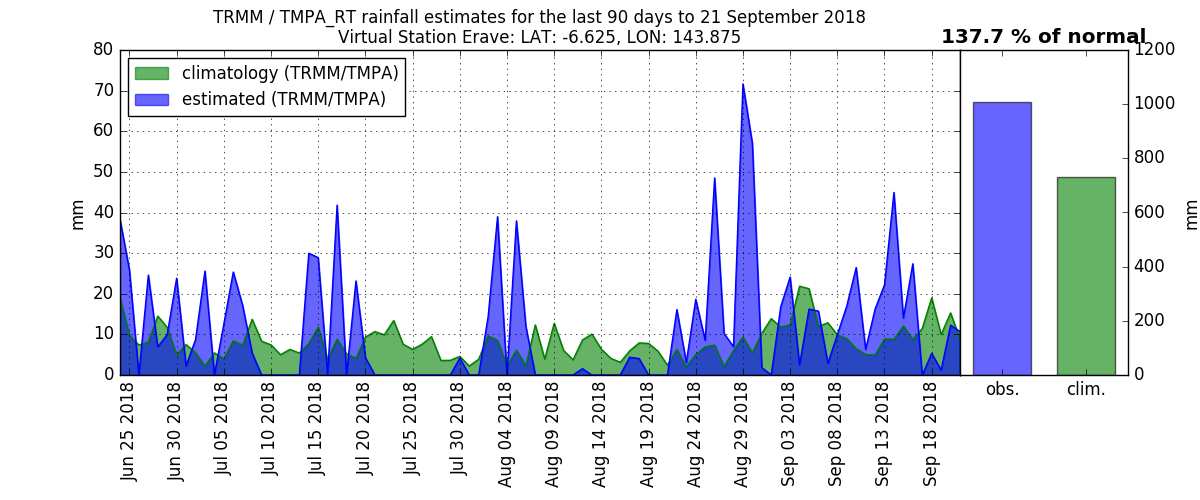 TRMM / TMPA_RT rainfall estimates for the last 90 days to 21 September 2018
Virtual Station Erave: LAT: -6.625, LON: 143.875
137.7 % of normal
climatology (TRMM/TMPA)
estimated (TRMM/TMPA)
80
70
60
50
40
30
20
10
0
mm
Jun 25 2018
Jun 30 2018
Jul 05 2018
Jul 10 2018
Jul 15 2018
Jul 20 2018
Jul 25 2018
Jul 30 2018
Aug 04 2018
Aug 09 2018
Aug 14 2018
Aug 19 2018
Aug 24 2018
Aug 29 2018
Sep 03 2018
Sep 08 2018
Sep 13 2018
Sep 18 2018
obs.
clim.
1200
1000
800
600
400
200
0
mm